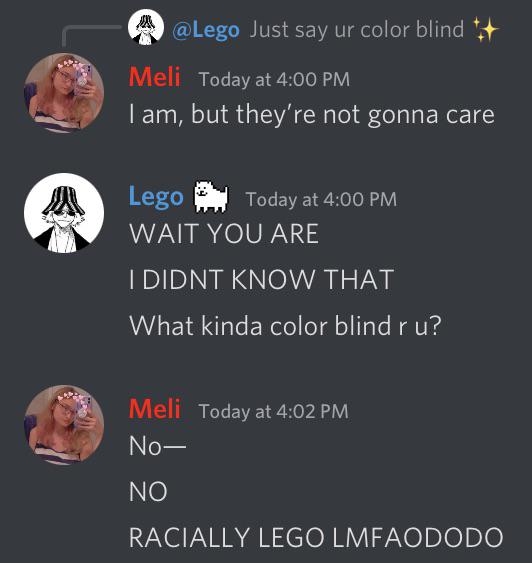 @Lego Just say ur color blind ✨
Meli Today at 4:00 PM
I am, but they’re not gonna care
Lego Today at 4:00 PM
WAIT YOU ARE
I DIDNT KNOW THAT
What kinda color blind r u?
Meli Today at 4:02 PM
No—
NO
RACIALLY LEGO LMFAODODO